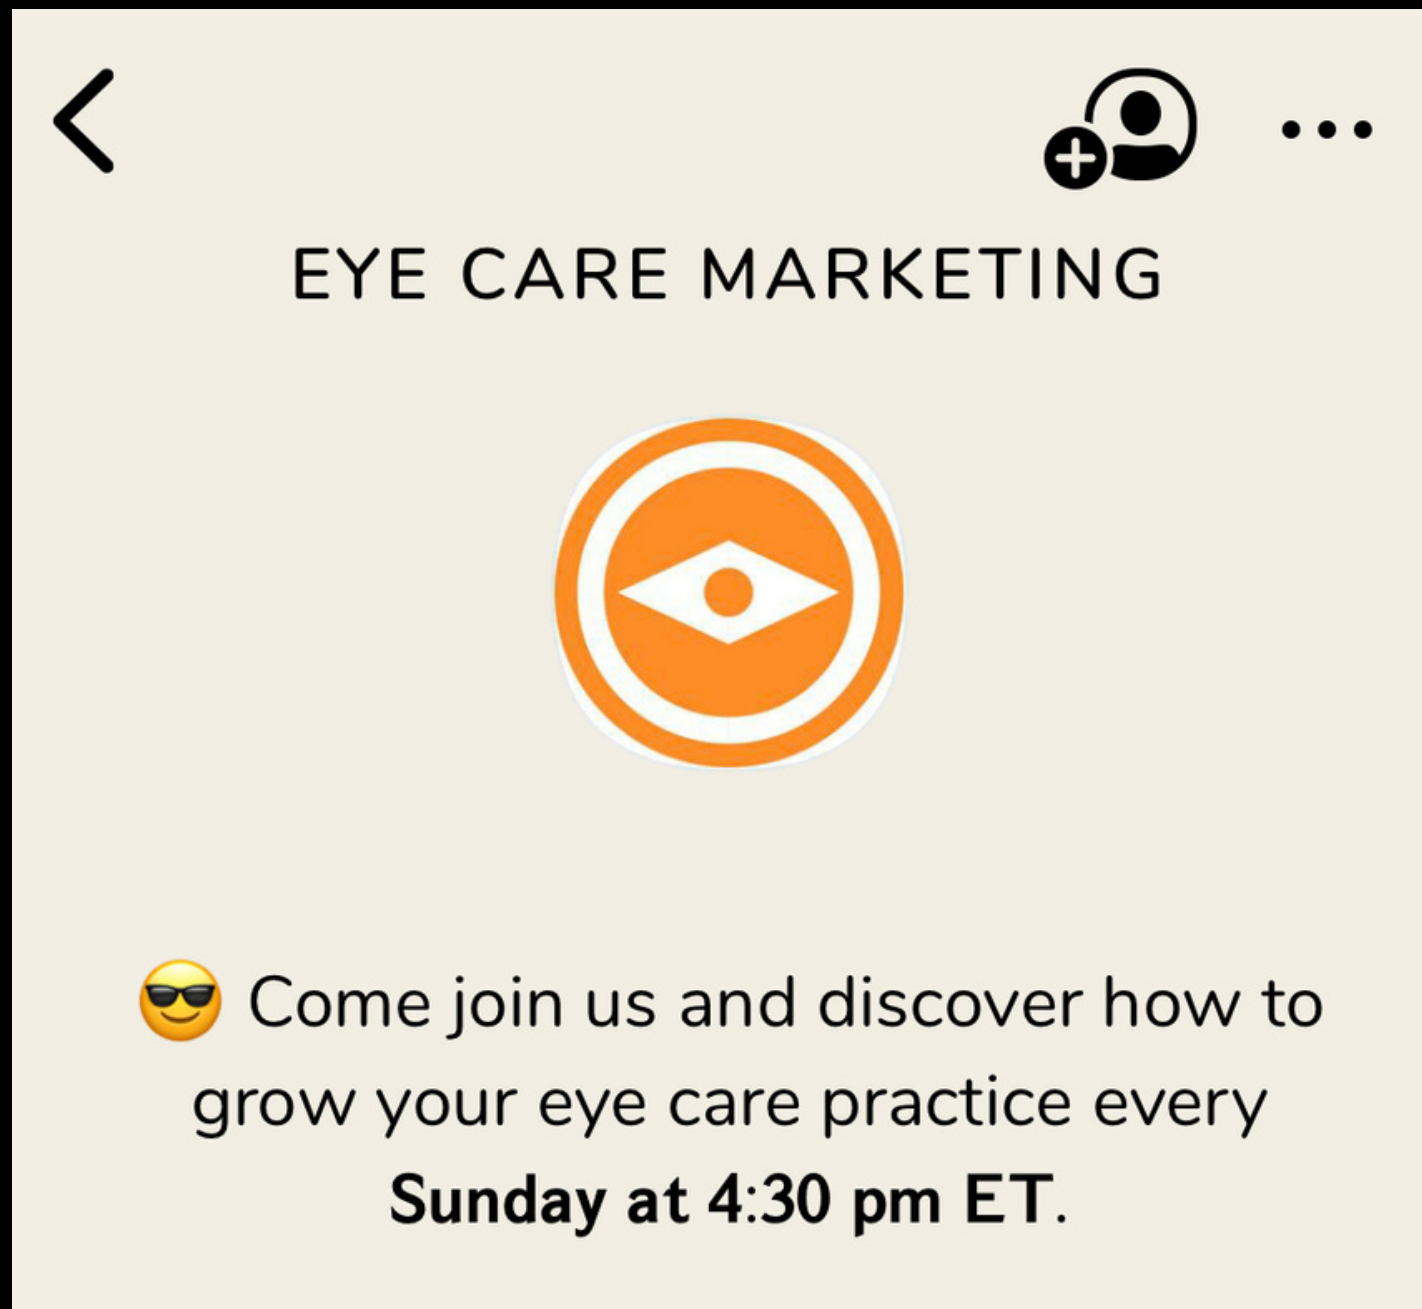 EYE CARE MARKETING
😎 Come join us and discover how to
grow your eye care practice every
Sunday at 4:30 pm ET.